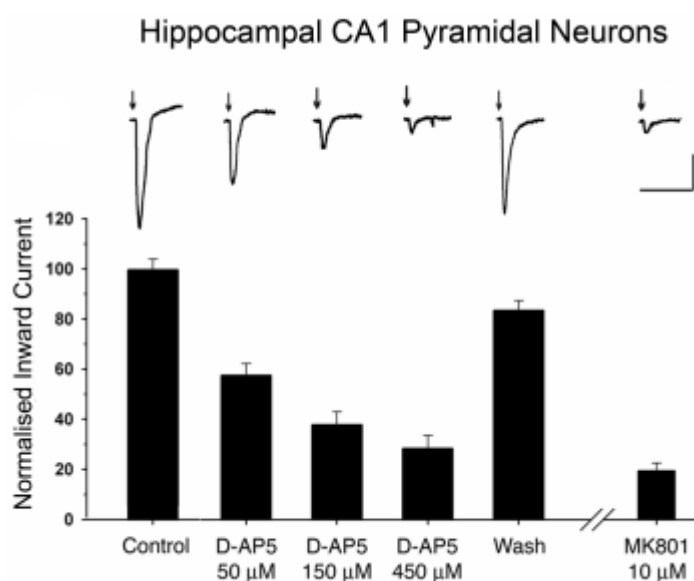 Hippocampal CA1 Pyramidal Neurons
Normalised Inward Current
120
100
80
60
40
20
0
Control
D-AP5
50 μM
D-AP5
150 μM
D-AP5
450 μM
Wash
MK801
10 μM